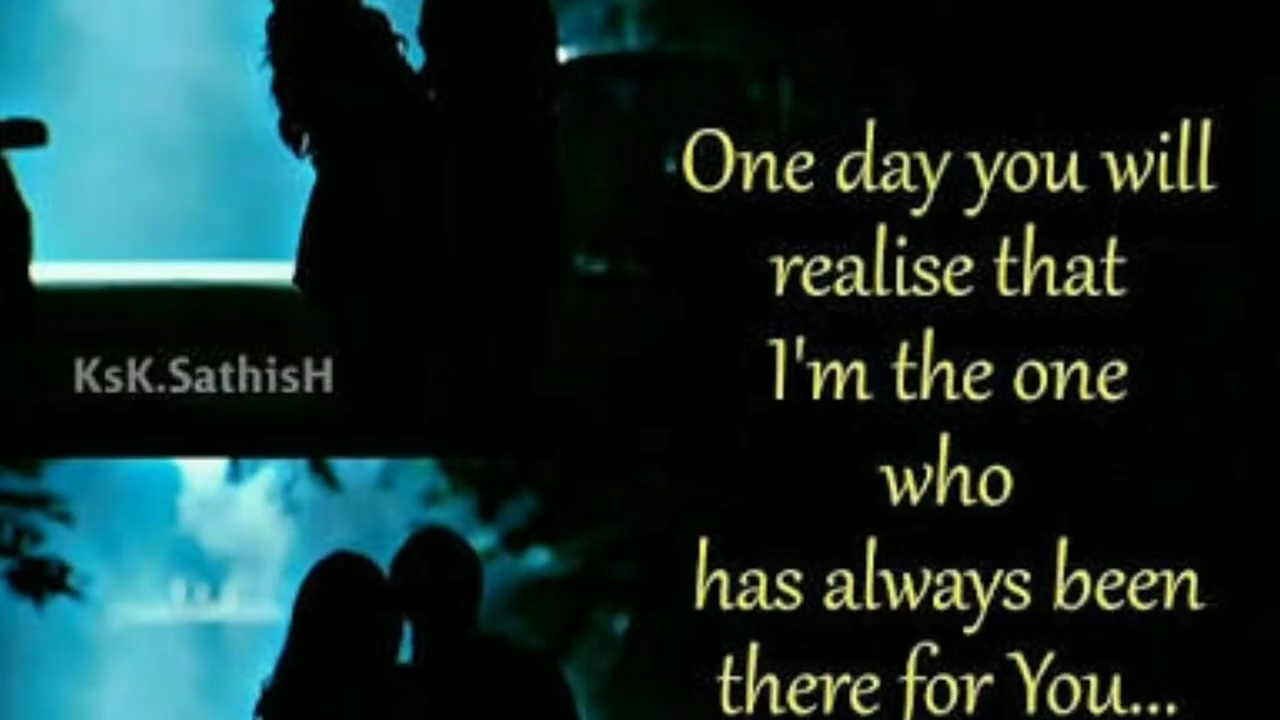 One day you will
realise that
I'm the one
who
has always been
there for You...
KsK.SathisH